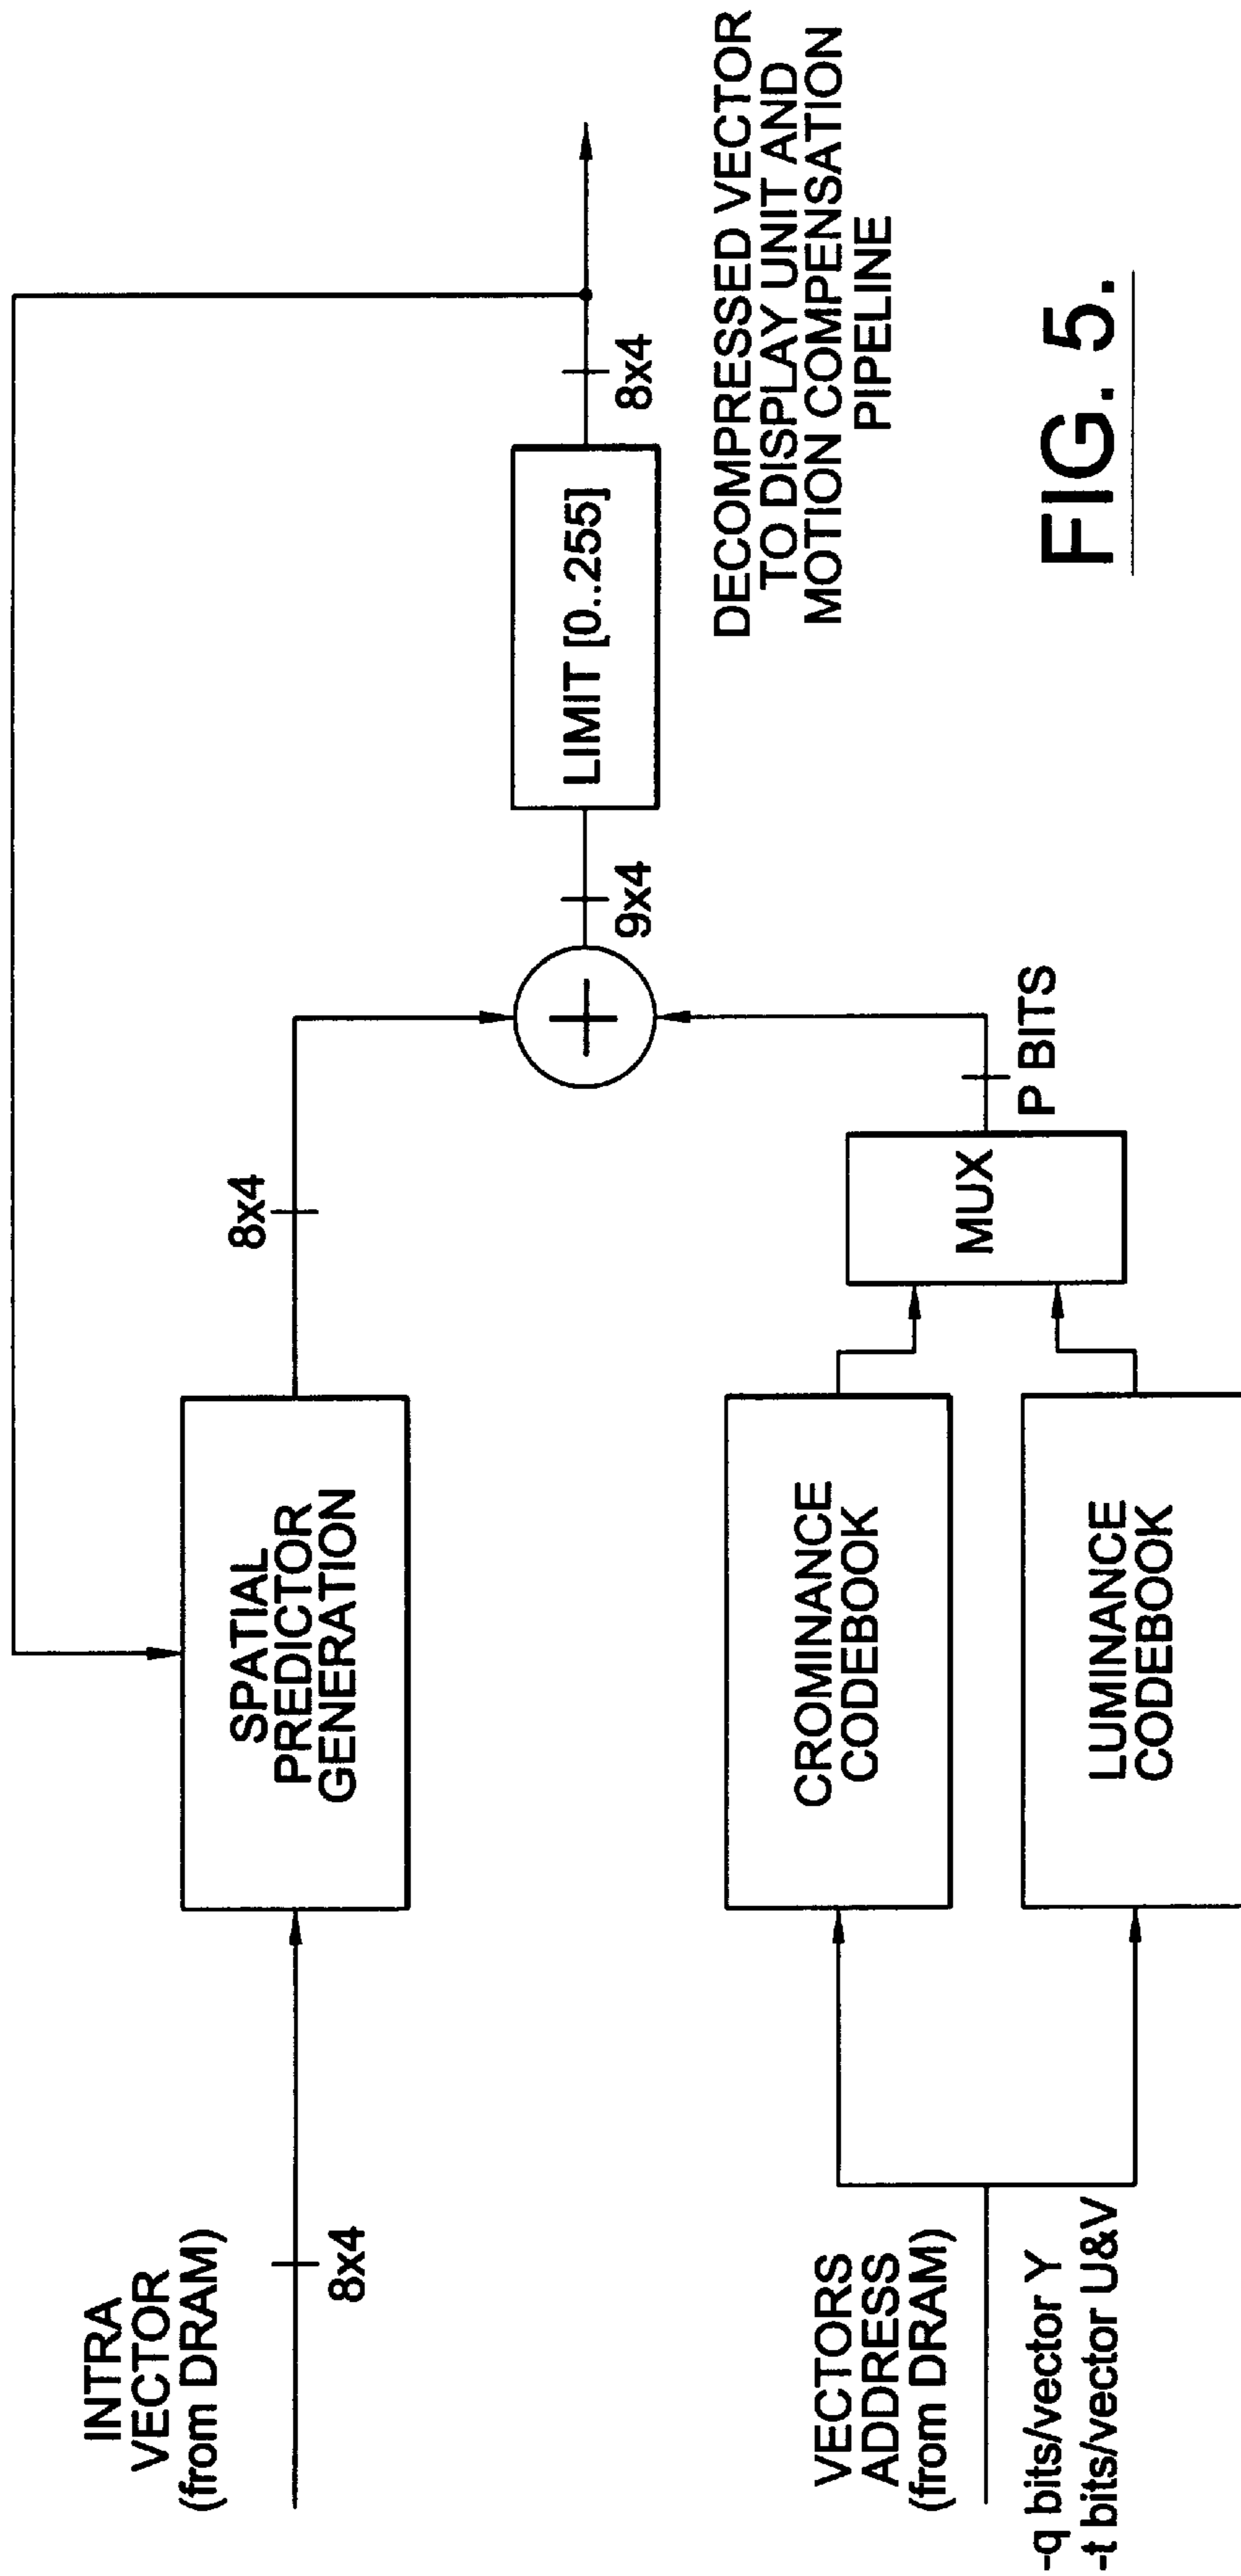 INTRA
VECTOR
(from DRAM)
8x4
SPATIAL
PREDICTOR
GENERATION
8x4
VECTORS
ADDRESS
(from DRAM)
-q bits/vector Y
-t bits/vector U&V
CROMINANCE
CODEBOOK
LUMINANCE
CODEBOOK
MUX
P BITS
+
9x4
LIMIT [0..255]
8x4
DECOMPRESSED VECTOR
TO DISPLAY UNIT AND
MOTION COMPENSATION
PIPELINE
FIG. 5.